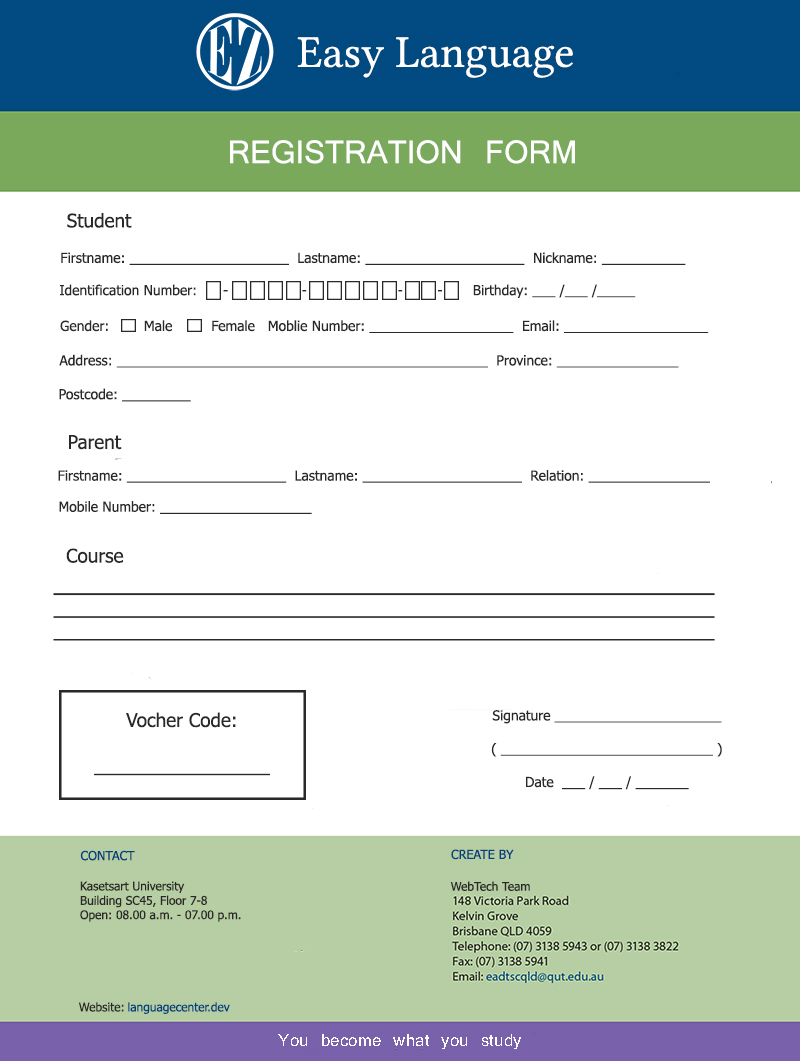 EZ Easy Language
REGISTRATION FORM
Student
Firstname: ____________________ Lastname: ____________________ Nickname: __________
Identification Number: - - - - Birthday: ___ /___ /_____
Gender: Male Female Moblie Number: __________________ Email: __________________
Address: ______________________________________________ Province: _______________
Postcode: _________
Parent
Firstname: ____________________ Lastname: ____________________ Relation: _______________
Mobile Number: ___________________
Course
Vocher Code:
Signature _____________________
( ___________________________ )
Date ___ / ___ / _______
CONTACT
Kasetsart University
Building SC45, Floor 7-8
Open: 08.00 a.m. - 07.00 p.m.
Website: languagecenter.dev
CREATE BY
WebTech Team
148 Victoria Park Road
Kelvin Grove
Brisbane QLD 4059
Telephone: (07) 3138 5943 or (07) 3138 3822
Fax: (07) 3138 5941
Email: eadtscqld@qut.edu.au
You become what you study